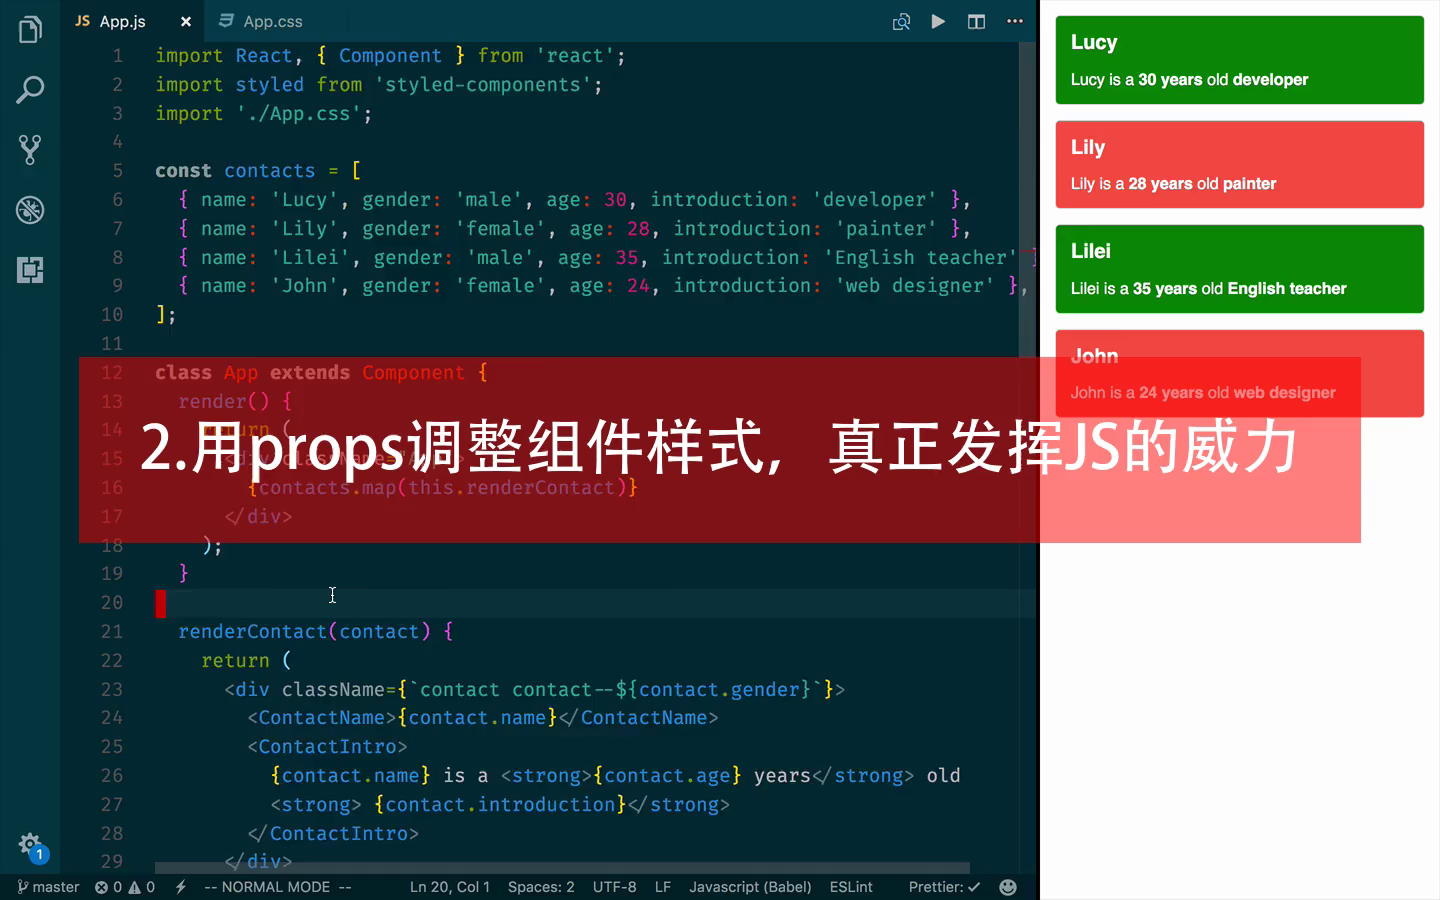 JS App.js × App.css
1 import React, { Component } from 'react';
2 import styled from 'styled-components';
3 import './App.css';
4
5 const contacts = [
6 { name: 'Lucy', gender: 'male', age: 30, introduction: 'developer' },
7 { name: 'Lily', gender: 'female', age: 28, introduction: 'painter' },
8 { name: 'Lilei', gender: 'male', age: 35, introduction: 'English teacher' }
9 { name: 'John', gender: 'female', age: 24, introduction: 'web designer' },
10 ];
11
12 class App extends Component {
13 render() {
14 return (
15 <div className="App">
16 {contacts.map(this.renderContact)}
17 </div>
18 );
19 }
20
21 renderContact(contact) {
22 return (
23 <div className={`contact contact--${contact.gender}`}>
24 <ContactName>{contact.name}</ContactName>
25 <ContactIntro>
26 {contact.name} is a <strong>{contact.age} years</strong> old
27 <strong> {contact.introduction}</strong>
28 </ContactIntro>
29 </div>
2.用props调整组件样式，真正发挥JS的威力
Lucy
Lucy is a 30 years old developer
Lily
Lily is a 28 years old painter
Lilei
Lilei is a 35 years old English teacher
John
John is a 24 years old web designer
1
master 0 0 -- NORMAL MODE -- Ln 20, Col 1 Spaces: 2 UTF-8 LF Javascript (Babel) ESLint Prettier: ✓